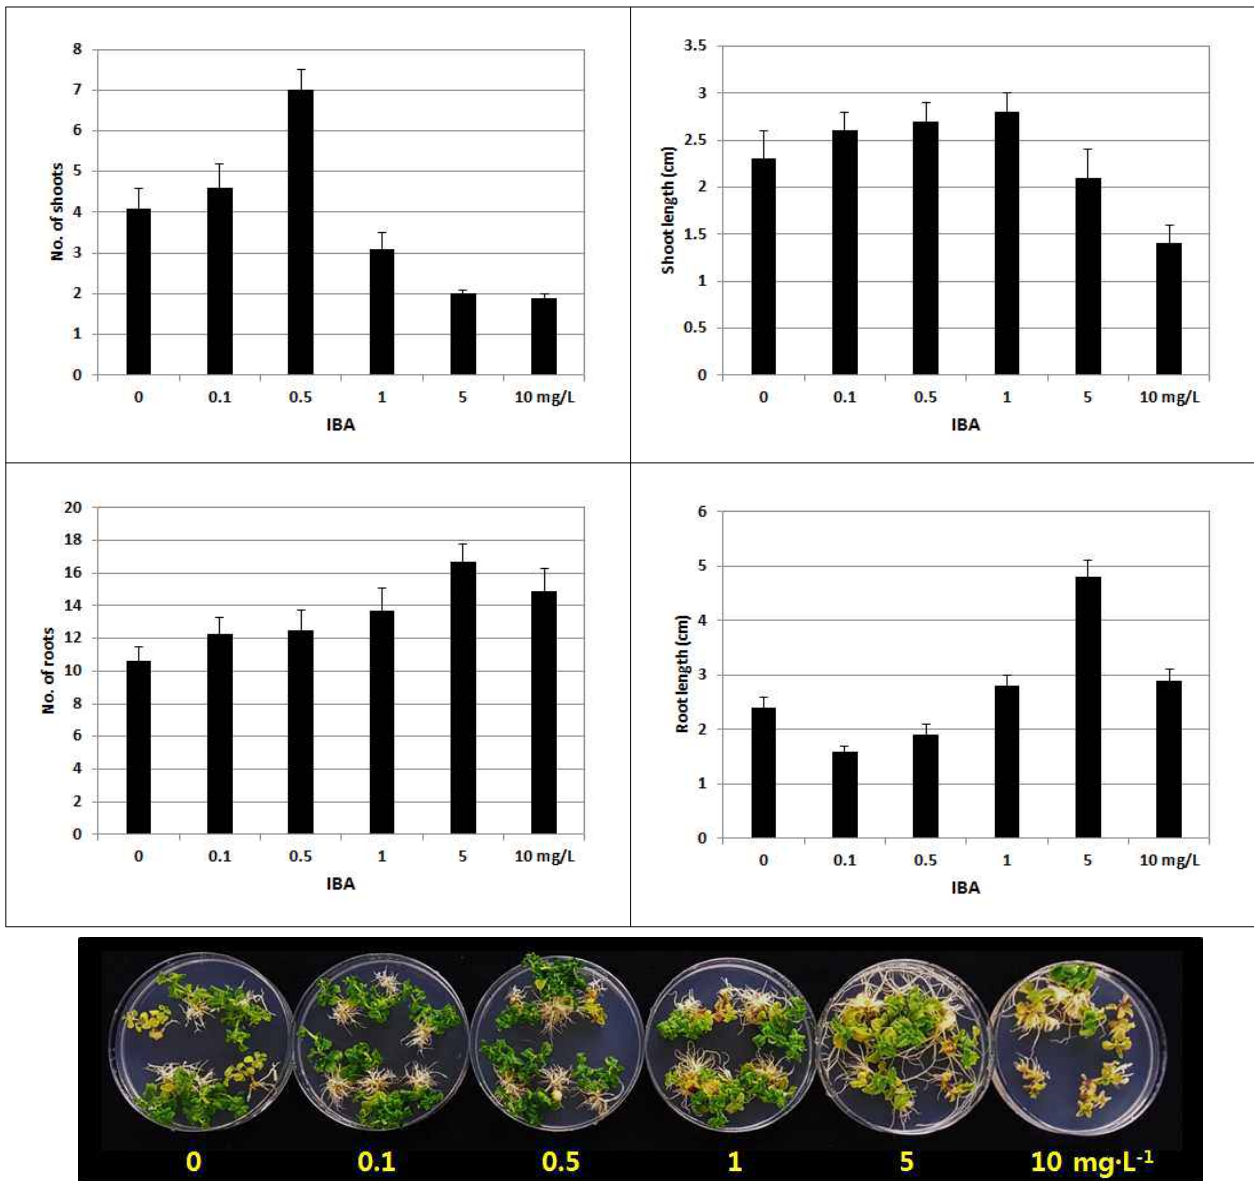 8
7
6
5
4
3
2
1
0
No. of shoots
0 0.1 0.5 1 5 10 mg/L
IBA
3.5
3
2.5
2
1.5
1
0.5
0
Shoot length (cm)
0 0.1 0.5 1 5 10 mg/L
IBA
20
18
16
14
12
10
8
6
4
2
0
No. of roots
0 0.1 0.5 1 5 10 mg/L
IBA
6
5
4
3
2
1
0
Root length (cm)
0 0.1 0.5 1 5 10 mg/L
IBA
0 0.1 0.5 1 5 10 mg·L⁻¹